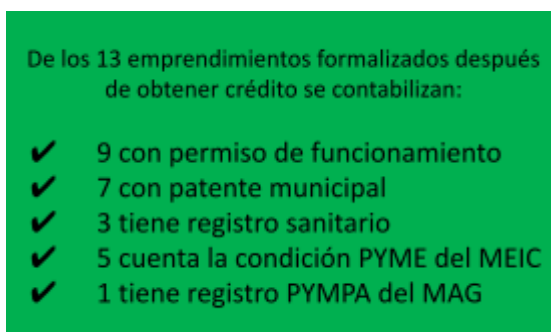 De los 13 emprendimientos formalizados después
de obtener crédito se contabilizan:
✔ 9 con permiso de funcionamiento
✔ 7 con patente municipal
✔ 3 tiene registro sanitario
✔ 5 cuenta la condición PYME del MEIC
✔ 1 tiene registro PYMPA del MAG